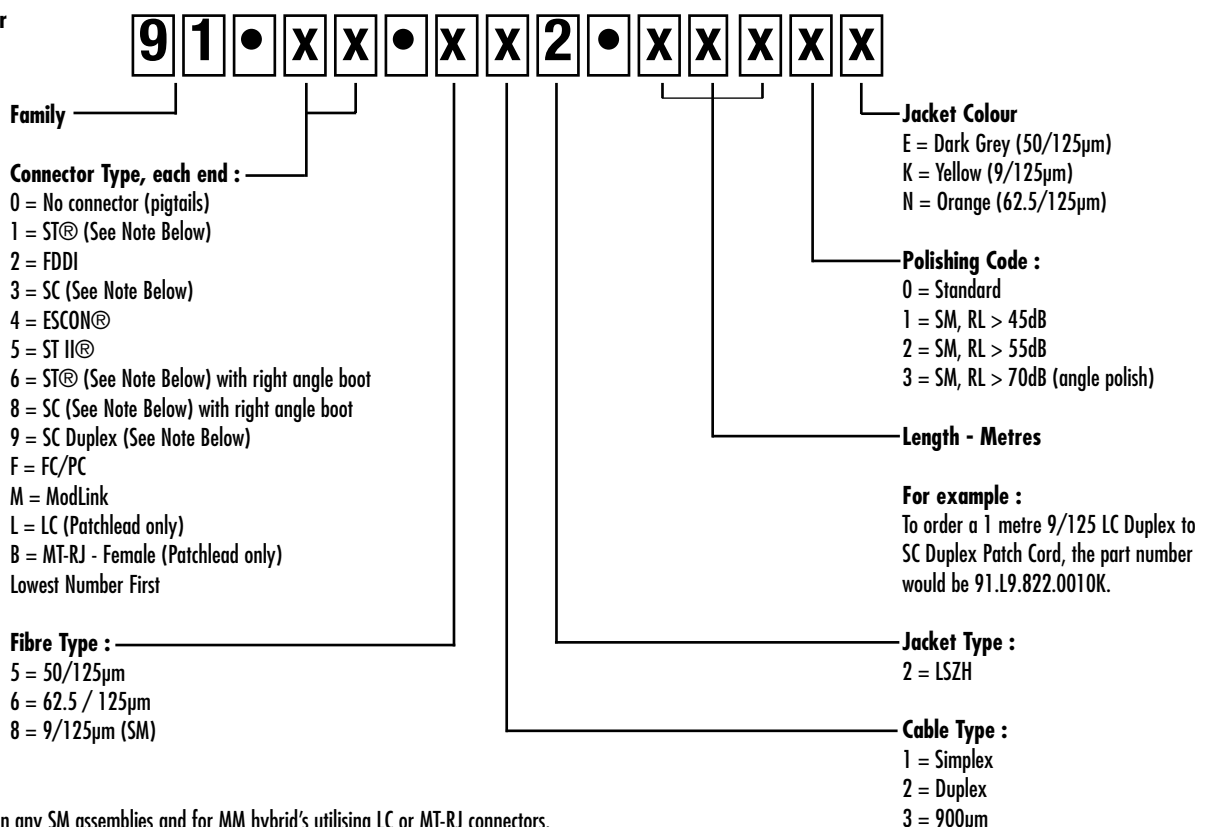 r
91•xx•xx2•xxxxx
Family
Connector Type, each end :
0 = No connector (pigtails)
1 = ST® (See Note Below)
2 = FDDI
3 = SC (See Note Below)
4 = ESCON®
5 = ST II®
6 = ST® (See Note Below) with right angle boot
8 = SC (See Note Below) with right angle boot
9 = SC Duplex (See Note Below)
F = FC/PC
M = ModLink
L = LC (Patchlead only)
B = MT-RJ - Female (Patchlead only)
Lowest Number First
Fibre Type :
5 = 50/125µm
6 = 62.5 / 125µm
8 = 9/125µm (SM)
Jacket Colour
E = Dark Grey (50/125µm)
K = Yellow (9/125µm)
N = Orange (62.5/125µm)
Polishing Code :
0 = Standard
1 = SM, RL > 45dB
2 = SM, RL > 55dB
3 = SM, RL > 70dB (angle polish)
Length - Metres
For example :
To order a 1 metre 9/125 LC Duplex to
SC Duplex Patch Cord, the part number
would be 91.L9.822.0010K.
Jacket Type :
2 = LSZH
Cable Type :
1 = Simplex
2 = Duplex
3 = 900µm
n any SM assemblies and for MM hybrid's utilising LC or MT-RJ connectors.